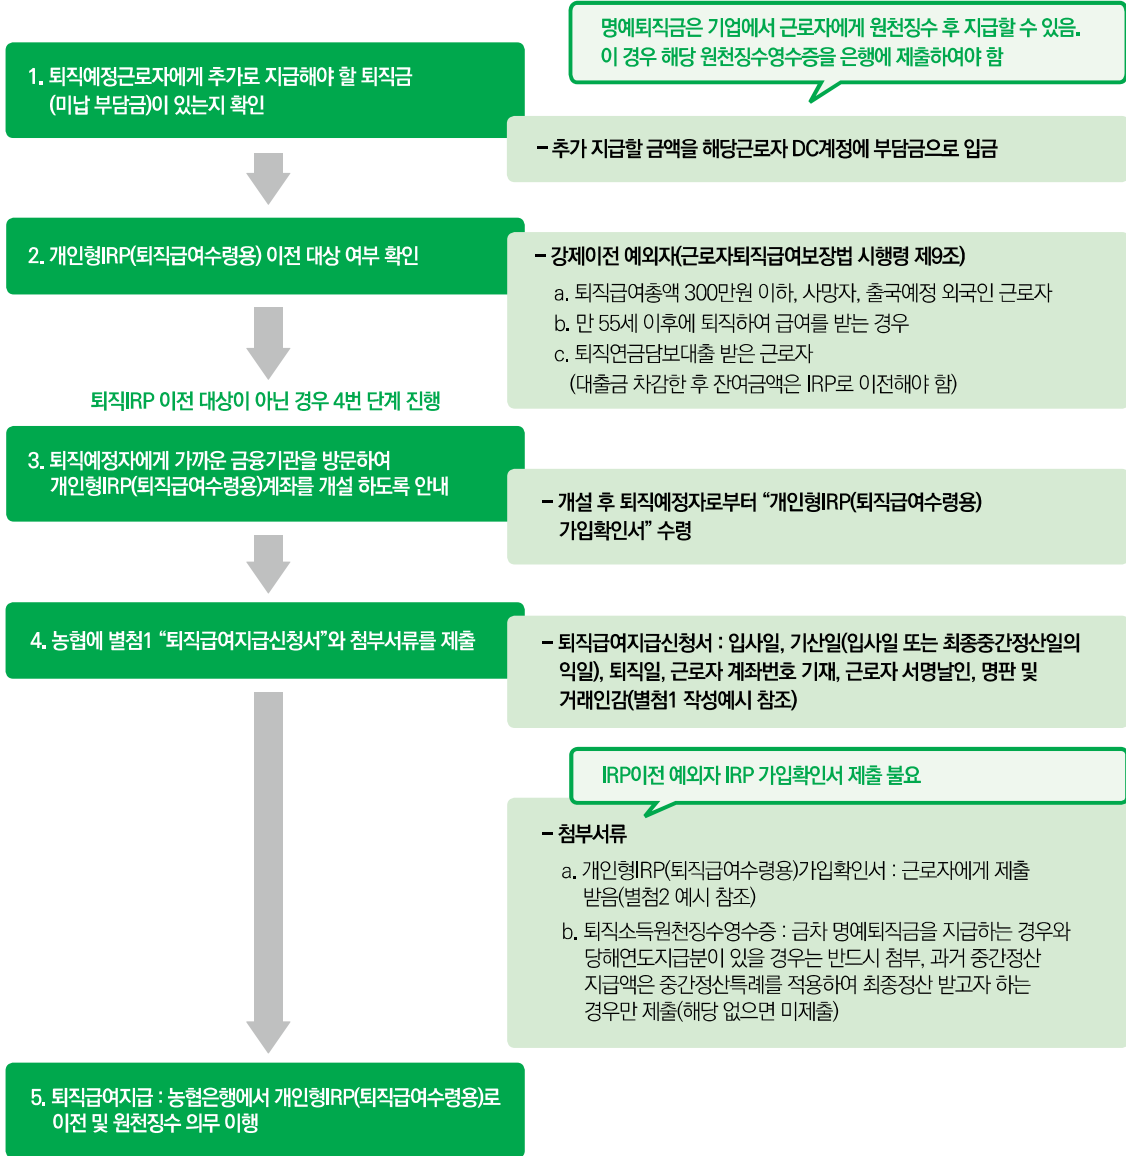 명예퇴직금은 기업에서 근로자에게 원천징수 후 지급할 수 있음.
이 경우 해당 원천징수영수증을 은행에 제출하여야 함
1. 퇴직예정근로자에게 추가로 지급해야 할 퇴직금
(미납 부담금)이 있는지 확인
- 추가 지급할 금액을 해당근로자 DC계정에 부담금으로 입금
2. 개인형IRP(퇴직급여수령용) 이전 대상 여부 확인
- 강제이전 예외자(근로자퇴직급여보장법 시행령 제9조)
a. 퇴직급여총액 300만원 이하, 사망자, 출국예정 외국인 근로자
b. 만 55세 이후에 퇴직하여 급여를 받는 경우
c. 퇴직연금담보대출 받은 근로자
(대출금 차감한 후 잔여금액은 IRP로 이전해야 함)
퇴직IRP 이전 대상이 아닌 경우 4번 단계 진행
3. 퇴직예정자에게 가까운 금융기관을 방문하여
개인형IRP(퇴직급여수령용)계좌를 개설 하도록 안내
- 개설 후 퇴직예정자로부터 “개인형IRP(퇴직급여수령용)
가입확인서” 수령
4. 농협에 별첨1 “퇴직급여지급신청서”와 첨부서류를 제출
- 퇴직급여지급신청서 : 입사일, 기산일(입사일 또는 최종중간정산일의
익일), 퇴직일, 근로자 계좌번호 기재, 근로자 서명날인, 명판 및
거래인감(별첨1 작성예시 참조)
IRP이전 예외자 IRP 가입확인서 제출 불요
- 첨부서류
a. 개인형IRP(퇴직급여수령용)가입확인서 : 근로자에게 제출
받음(별첨2 예시 참조)
b. 퇴직소득원천징수영수증 : 금차 명예퇴직금을 지급하는 경우와
당해연도지급분이 있을 경우는 반드시 첨부, 과거 중간정산
지급액은 중간정산특례를 적용하여 최종정산 받고자 하는
경우만 제출(해당 없으면 미제출)
5. 퇴직급여지급 : 농협은행에서 개인형IRP(퇴직급여수령용)로
이전 및 원천징수 의무 이행